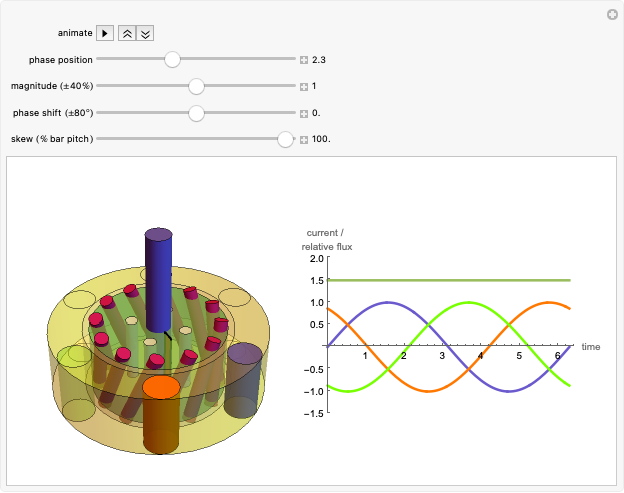 animate
phase position 2.3
magnitude (±40%) 1
phase shift (±80°) 0.
skew (% bar pitch) 100.
current /
relative flux
2.0
1.5
1.0
0.5
−0.5
−1.0
−1.5
1 2 3 4 5 6
time